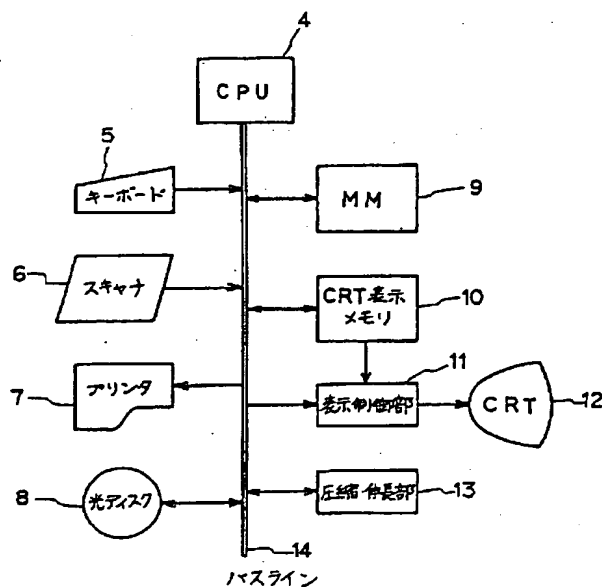 4
CPU
5
キーボード
MM
9
6
スキャナ
CRT表示
メモリ
10
7
プリンタ
11
表示制御部
CRT
12
8
光ディスク
圧縮伸長部
13
14
バスライン